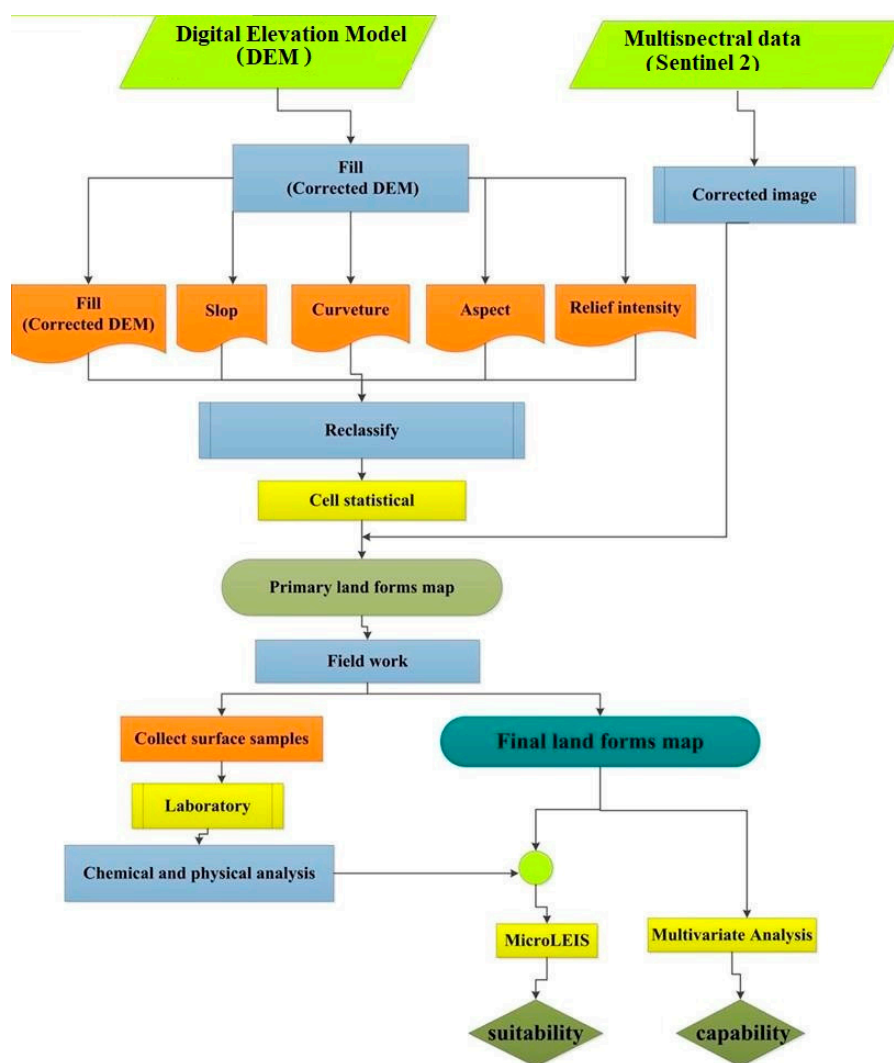 Digital Elevation Model
(DEM )
Multispectral data
(Sentinel 2)
Fill
(Corrected DEM)
Corrected image
Fill
(Corrected DEM)
Slop
Curveture
Aspect
Relief intensity
Reclassify
Cell statistical
Primary land forms map
Field work
Collect surface samples
Final land forms map
Laboratory
Chemical and physical analysis
MicroLEIS
Multivariate Analysis
suitability
capability